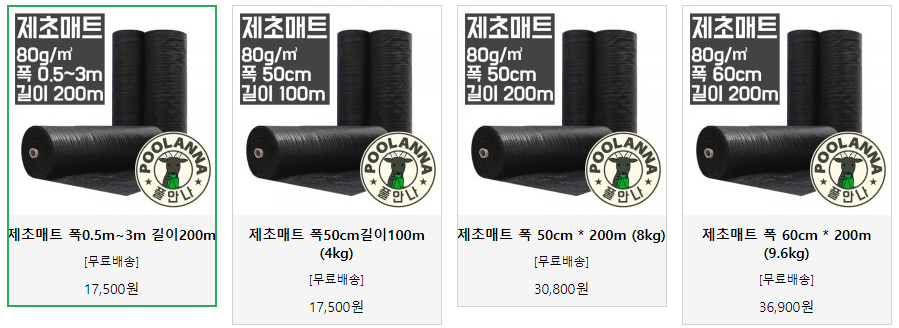 제초매트
80g/㎡
폭 0.5~3m
길이 200m
POOLANNA
풀안나
제초매트 폭0.5m~3m 길이200m
[무료배송]
17,500원
제초매트
80g/㎡
폭 50cm
길이 100m
POOLANNA
풀안나
제초매트 폭50cm길이100m
(4kg)
[무료배송]
17,500원
제초매트
80g/㎡
폭 50cm
길이 200m
POOLANNA
풀안나
제초매트 폭 50cm * 200m (8kg)
[무료배송]
30,800원
제초매트
80g/㎡
폭 60cm
길이 200m
POOLANNA
풀안나
제초매트 폭 60cm * 200m
(9.6kg)
[무료배송]
36,900원